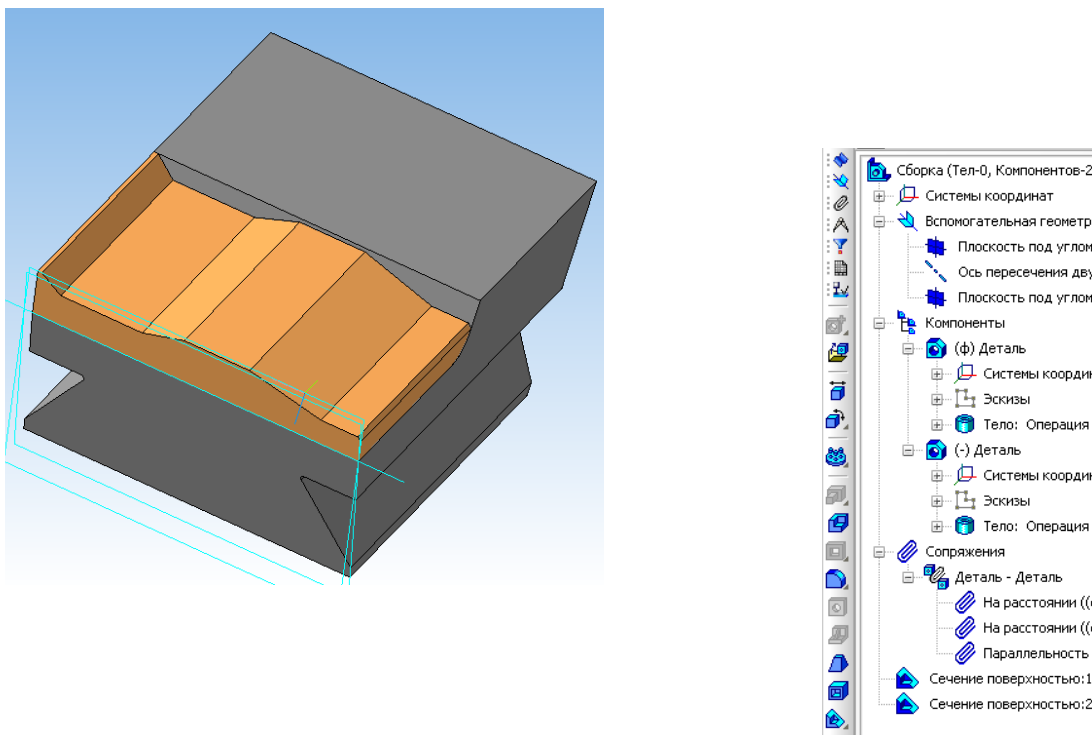 Сборка (Тел-0, Компонентов-2
Системы координат
Вспомогательная геометр
Плоскость под углом
Ось пересечения дву
Плоскость под углом
Компоненты
(ф) Деталь
Системы координ
Эскизы
Тело: Операция
(-) Деталь
Системы координ
Эскизы
Тело: Операция
Сопряжения
Деталь - Деталь
На расстоянии ((
На расстоянии ((
Параллельность
Сечение поверхностью:1
Сечение поверхностью:2